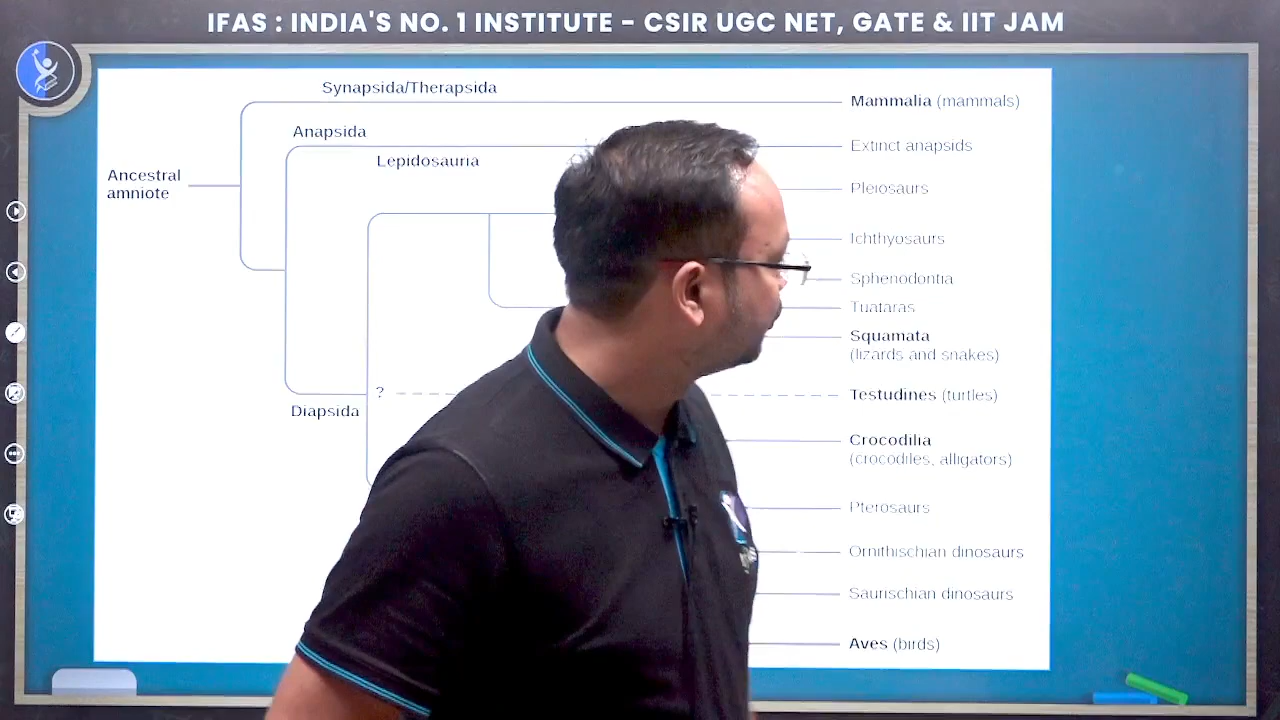 IFAS : INDIA'S NO. 1 INSTITUTE - CSIR UGC NET, GATE & IIT JAM
Synapsida/Therapsida
Mammalia (mammals)
Anapsida
Extinct anapsids
Lepidosauria
Ancestral
amniote
Pleiosaurs
Ichthyosaurs
Sphenodontia
Tuataras
Squamata
(lizards and snakes)
?
Testudines (turtles)
Diapsida
Crocodilia
(crocodiles, alligators)
Pterosaurs
Ornithischian dinosaurs
Saurischian dinosaurs
Aves (birds)